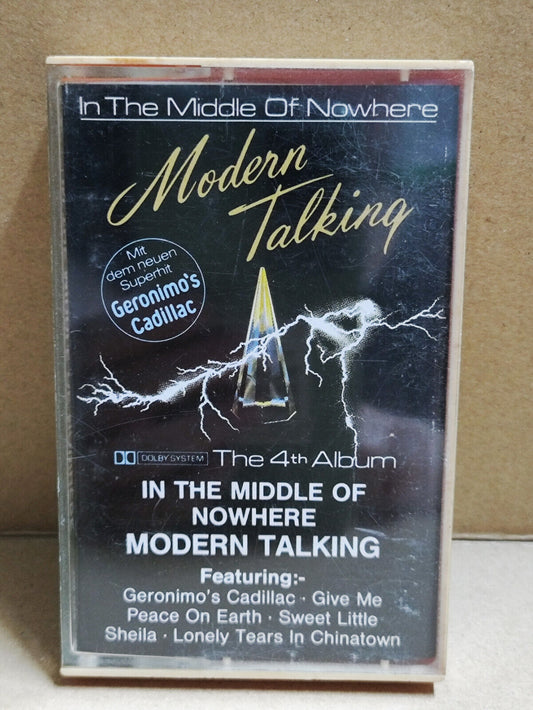 In The Middle Of Nowhere
Modern
Talking
Mit
dem neuen
Superhit
Geronimo's
Cadillac
DOLBY SYSTEM The 4th Album
IN THE MIDDLE OF
NOWHERE
MODERN TALKING
Featuring:-
Geronimo's Cadillac · Give Me
Peace On Earth · Sweet Little
Sheila · Lonely Tears In Chinatown